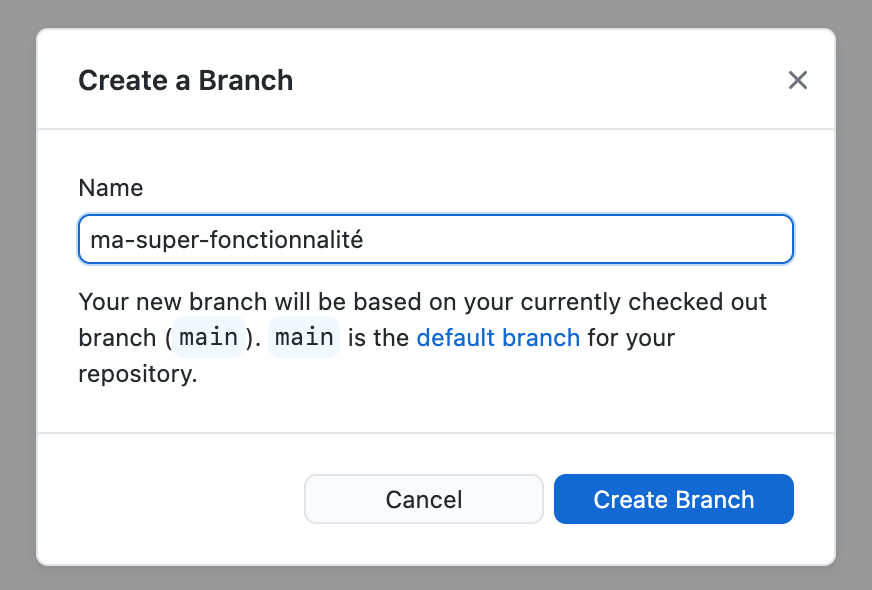 Create a Branch
Name
ma-super-fonctionnalité
Your new branch will be based on your currently checked out
branch (main). main is the default branch for your
repository.
Cancel
Create Branch